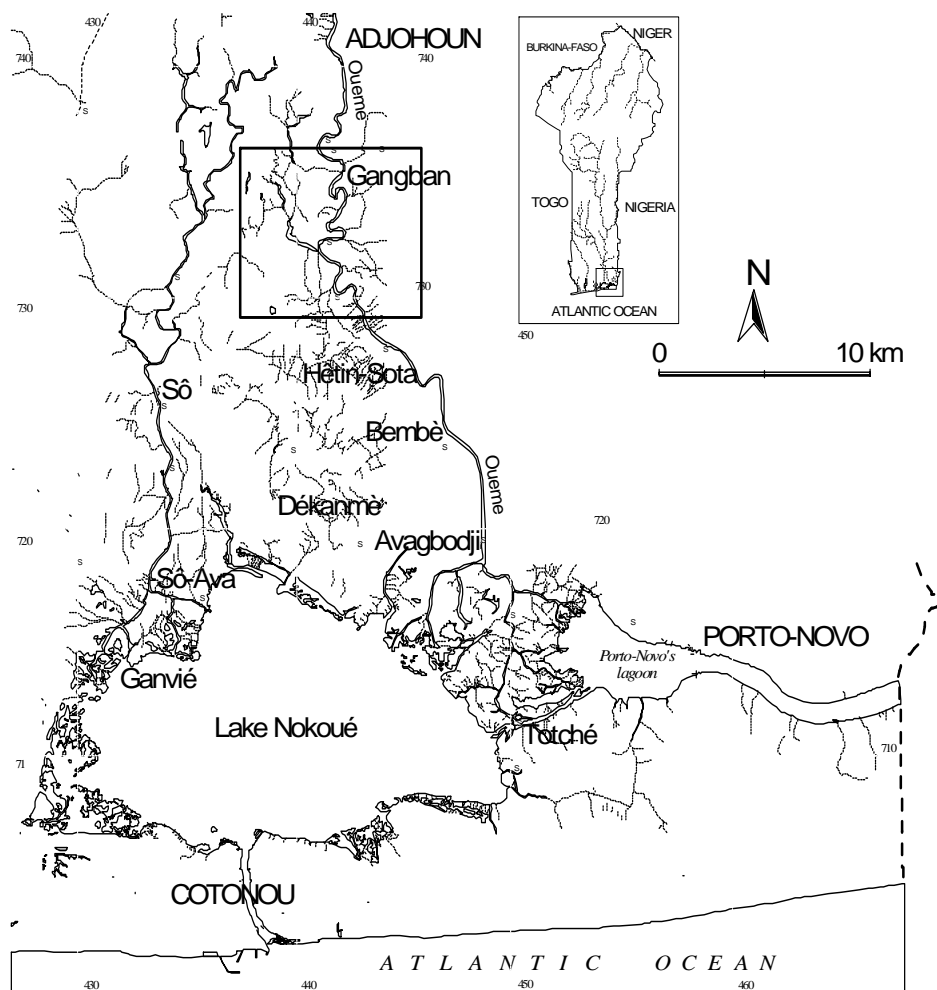 430
440
ADJOHOUN
NIGER
BURKINA-FASO
740
740
Oueme
Gangban
TOGO
NIGERIA
730
730
ATLANTIC OCEAN
450
N
0 10 km
Hêtin-Sota
Sô
Bembè
Oueme
Dékanmè
720
720
Avagbodji
Sô-Ava
PORTO-NOVO
Porto-Novo's
lagoon
Ganvié
Lake Nokoué
Totché
710
71
COTONOU
ATLANTIC OCEAN
430
440
450
460